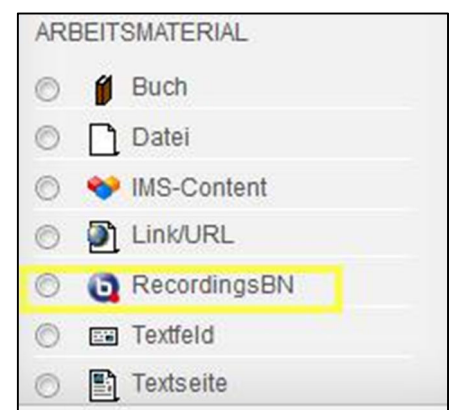 ARBEITSMATERIAL
Buch
Datei
IMS-Content
Link/URL
RecordingsBN
Textfeld
Textseite